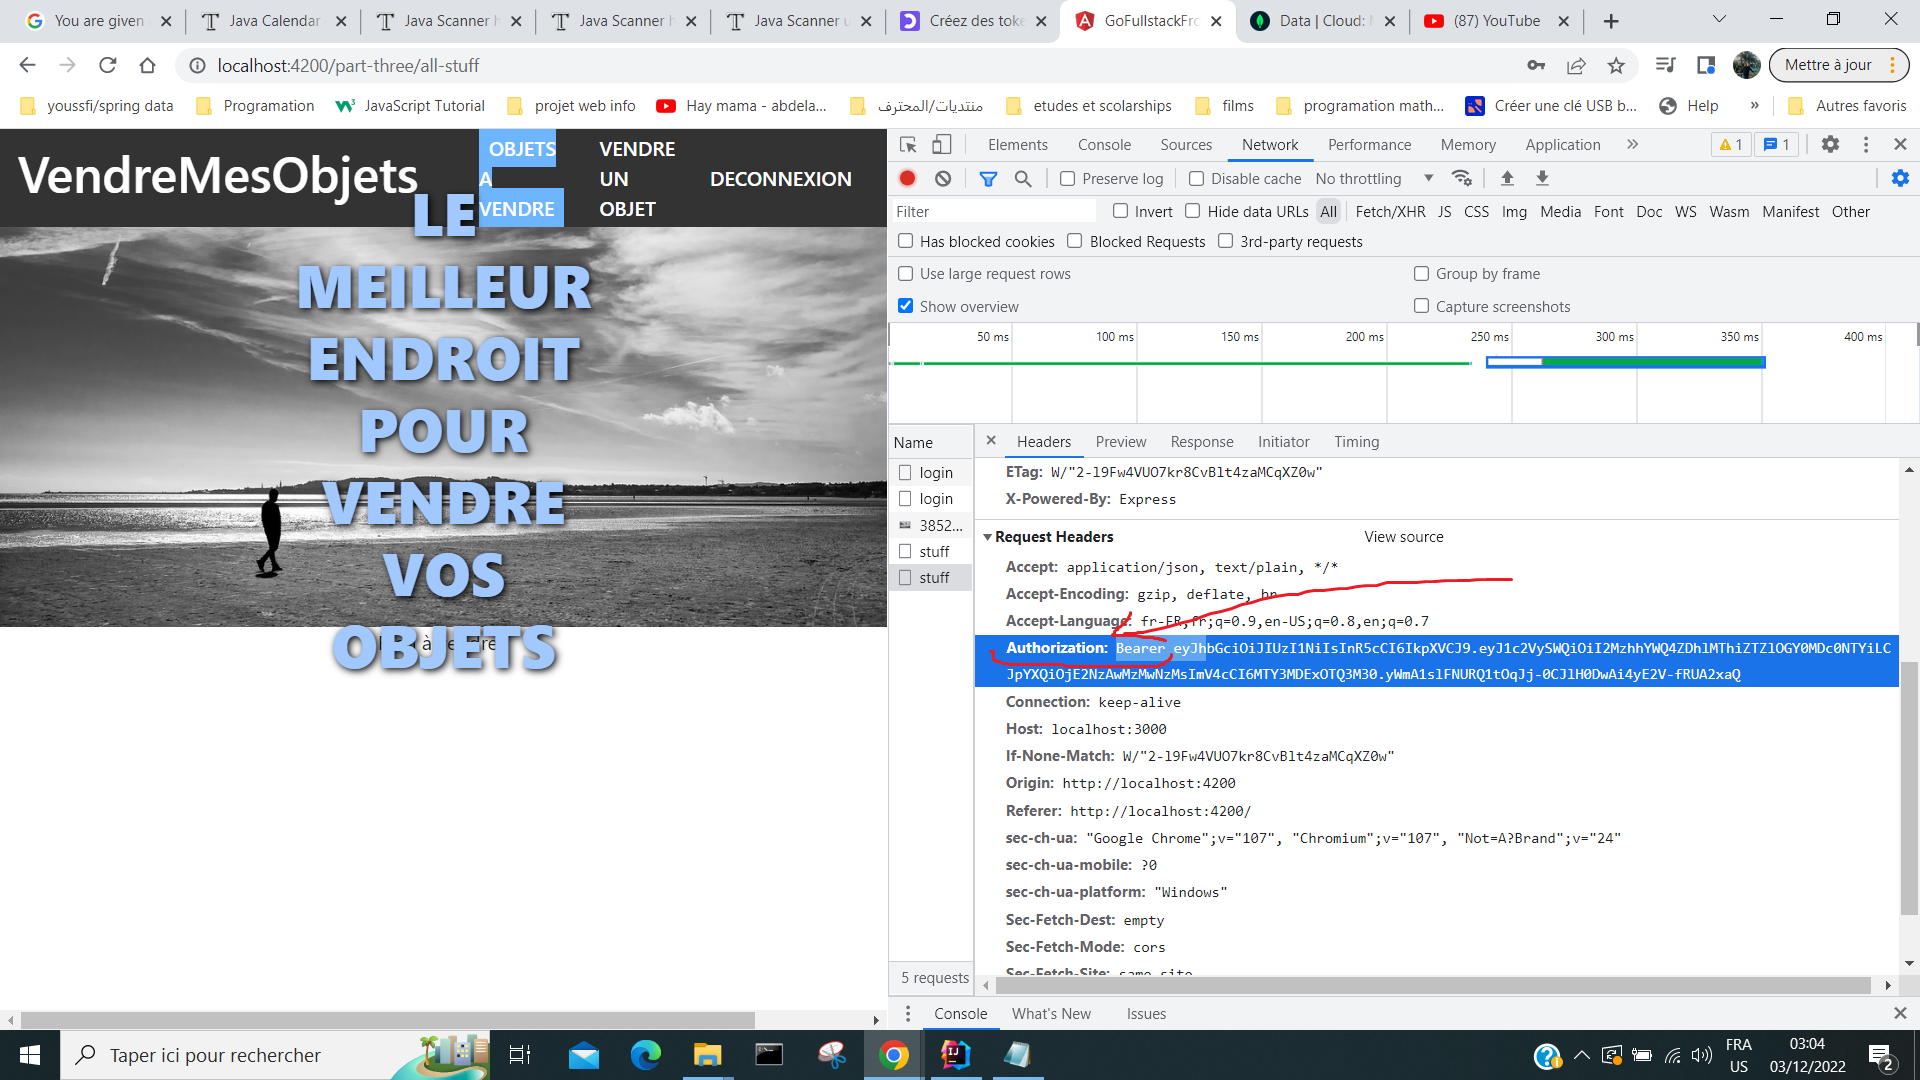 You are given
Java Calendar
Java Scanner h
Java Scanner h
Java Scanner u
Créez des toke
GoFullstackFro
Data | Cloud: M
(87) YouTube
localhost:4200/part-three/all-stuff
Mettre à jour
youssfi/spring data
Programation
JavaScript Tutorial
projet web info
Hay mama - abdela...
منتديات/المحترف
etudes et scolarships
films
programation math...
Créer une clé USB b...
Help
»
Autres favoris
VendreMesObjets
OBJETS
A
VENDRE
VENDRE
UN
OBJET
DECONNEXION
LE
MEILLEUR
ENDROIT
POUR
VENDRE
VOS
OBJETS
Elements
Console
Sources
Network
Performance
Memory
Application
»
1
1
Preserve log
Disable cache
No throttling
Filter
Invert
Hide data URLs
All
Fetch/XHR
JS
CSS
Img
Media
Font
Doc
WS
Wasm
Manifest
Other
Has blocked cookies
Blocked Requests
3rd-party requests
Use large request rows
Group by frame
Show overview
Capture screenshots
50 ms
100 ms
150 ms
200 ms
250 ms
300 ms
350 ms
400 ms
Name
login
login
3852...
stuff
stuff
5 requests
Headers
Preview
Response
Initiator
Timing
ETag: W/"2-l9Fw4VUO7kr8CvBlt4zaMCqXZ0w"
X-Powered-By: Express
Request Headers
View source
Accept: application/json, text/plain, */*
Accept-Encoding: gzip, deflate, br
Accept-Language: fr-FR,fr;q=0.9,en-US;q=0.8,en;q=0.7
Authorization: Bearer eyJhbGciOiJIUzI1NiIsInR5cCI6IkpXVCJ9.eyJ1c2VySWQiOiI2MzhhYWQ4ZDhlMThiZTZlOGY0MDc0NTYiLC
JpYXQiOjE2NzAwMzMwNzMsImV4cCI6MTY3MDExOTQ3M30.yWmA1slFNURQ1tOqJj-0CJlH0DwAi4yE2V-fRUA2xaQ
Connection: keep-alive
Host: localhost:3000
If-None-Match: W/"2-l9Fw4VUO7kr8CvBlt4zaMCqXZ0w"
Origin: http://localhost:4200
Referer: http://localhost:4200/
sec-ch-ua: "Google Chrome";v="107", "Chromium";v="107", "Not=A?Brand";v="24"
sec-ch-ua-mobile: ?0
sec-ch-ua-platform: "Windows"
Sec-Fetch-Dest: empty
Sec-Fetch-Mode: cors
Sec-Fetch-Site: same-site
Console
What's New
Issues
Taper ici pour rechercher
FRA
US
03:04
03/12/2022
2